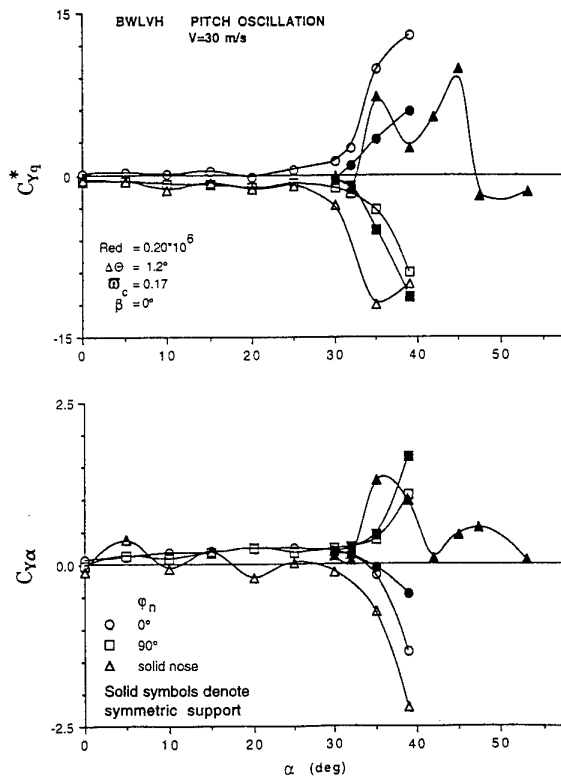 BWLVH PITCH OSCILLATION
V=30 m/s
15
0
-15
C*Yq
Red = 0.20*10^6
ΔΘ = 1.2°
ϖc = 0.17
β = 0°
0 10 20 30 40 50
2.5
0.0
-2.5
CYα
φn
0°
90°
solid nose
Solid symbols denote
symmetric support
0 10 20 30 40 50
α (deg)